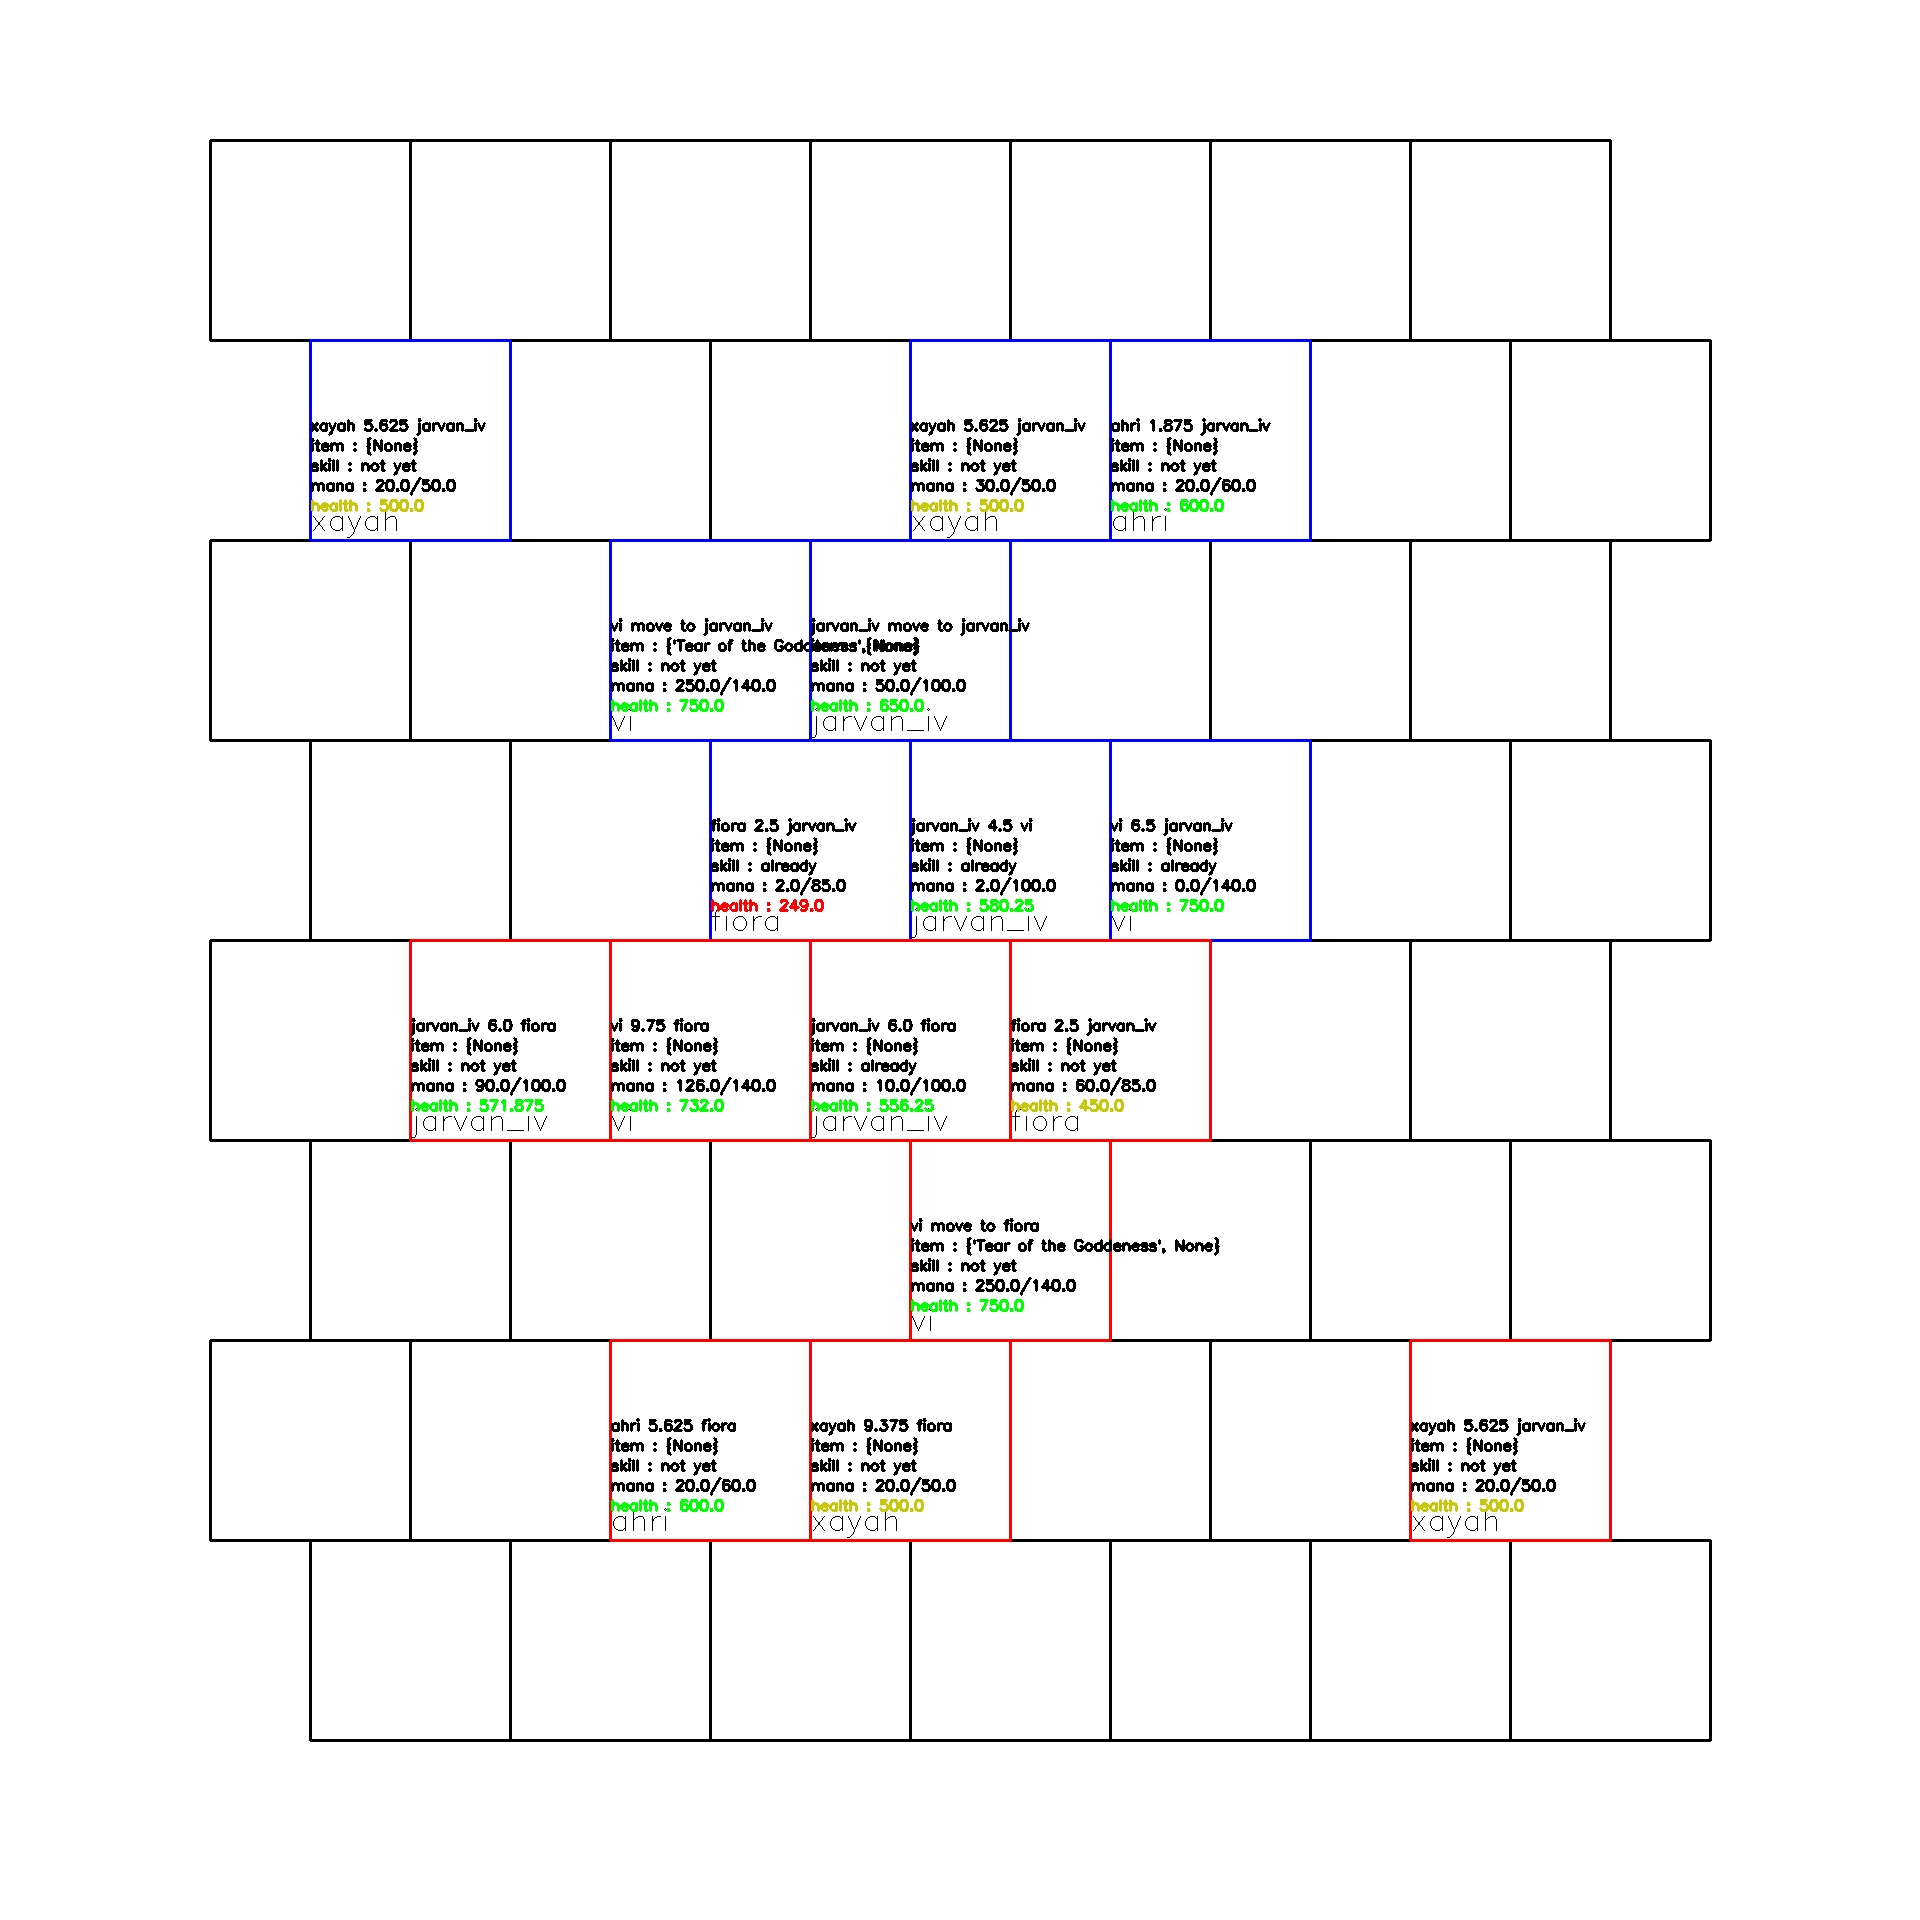 xayah 5.625 jarvan_iv
item : {None}
skill : not yet
mana : 20.0/50.0
health : 500.0
xayah
xayah 5.625 jarvan_iv
item : {None}
skill : not yet
mana : 30.0/50.0
health : 500.0
xayah
ahri 1.875 jarvan_iv
item : {None}
skill : not yet
mana : 20.0/60.0
health : 600.0
ahri
vi move to jarvan_iv
item : {'Tear of the Goddeness', None}
skill : not yet
mana : 250.0/140.0
health : 750.0
vi
jarvan_iv move to jarvan_iv
item : {None}
skill : not yet
mana : 50.0/100.0
health : 650.0
jarvan_iv
fiora 2.5 jarvan_iv
item : {None}
skill : already
mana : 2.0/85.0
health : 249.0
fiora
jarvan_iv 4.5 vi
item : {None}
skill : already
mana : 2.0/100.0
health : 580.25
jarvan_iv
vi 6.5 jarvan_iv
item : {None}
skill : already
mana : 0.0/140.0
health : 750.0
vi
jarvan_iv 6.0 fiora
item : {None}
skill : not yet
mana : 90.0/100.0
health : 571.875
jarvan_iv
vi 9.75 fiora
item : {None}
skill : not yet
mana : 126.0/140.0
health : 732.0
vi
jarvan_iv 6.0 fiora
item : {None}
skill : already
mana : 10.0/100.0
health : 556.25
jarvan_iv
fiora 2.5 jarvan_iv
item : {None}
skill : not yet
mana : 60.0/85.0
health : 450.0
fiora
vi move to fiora
item : {'Tear of the Goddeness', None}
skill : not yet
mana : 250.0/140.0
health : 750.0
vi
ahri 5.625 fiora
item : {None}
skill : not yet
mana : 20.0/60.0
health : 600.0
ahri
xayah 9.375 fiora
item : {None}
skill : not yet
mana : 20.0/50.0
health : 500.0
xayah
xayah 5.625 jarvan_iv
item : {None}
skill : not yet
mana : 20.0/50.0
health : 500.0
xayah